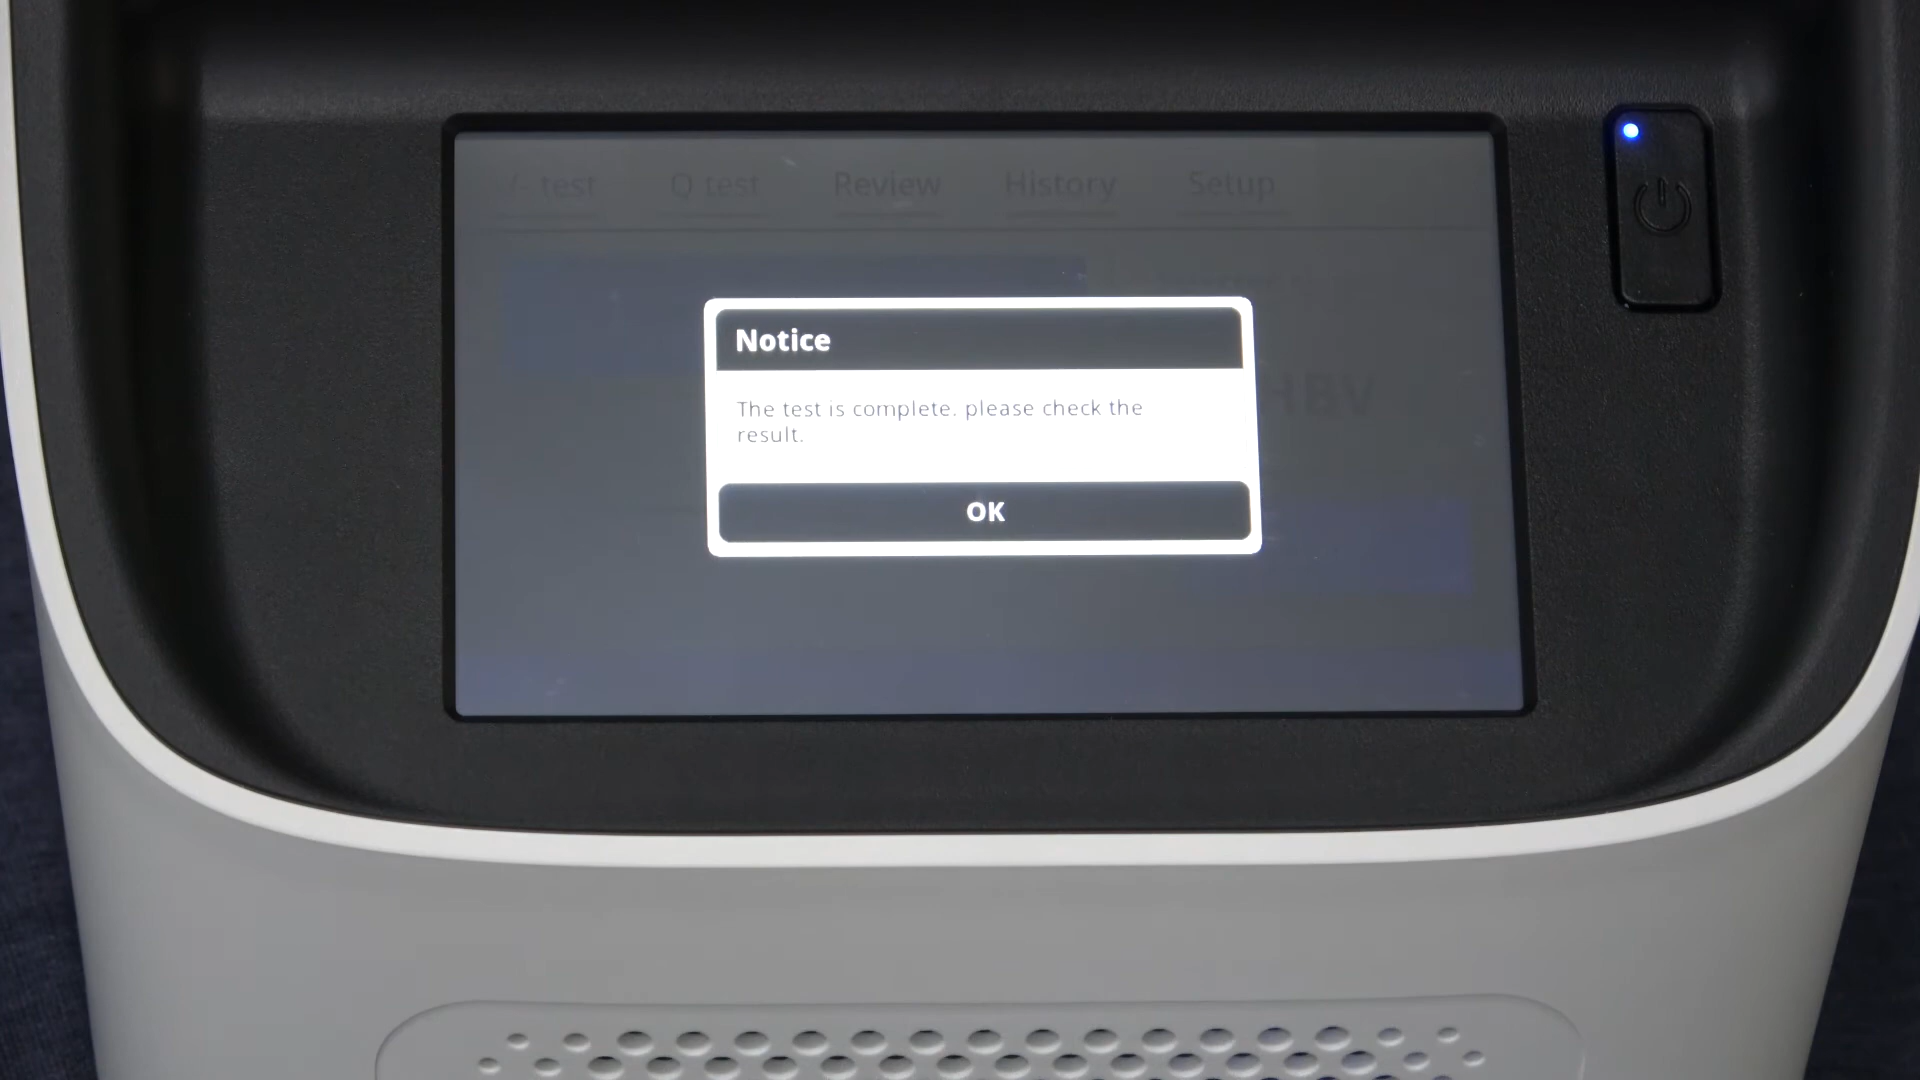 test Q test Review History Setup
Notice
The test is complete. please check the
result.
HBV
OK